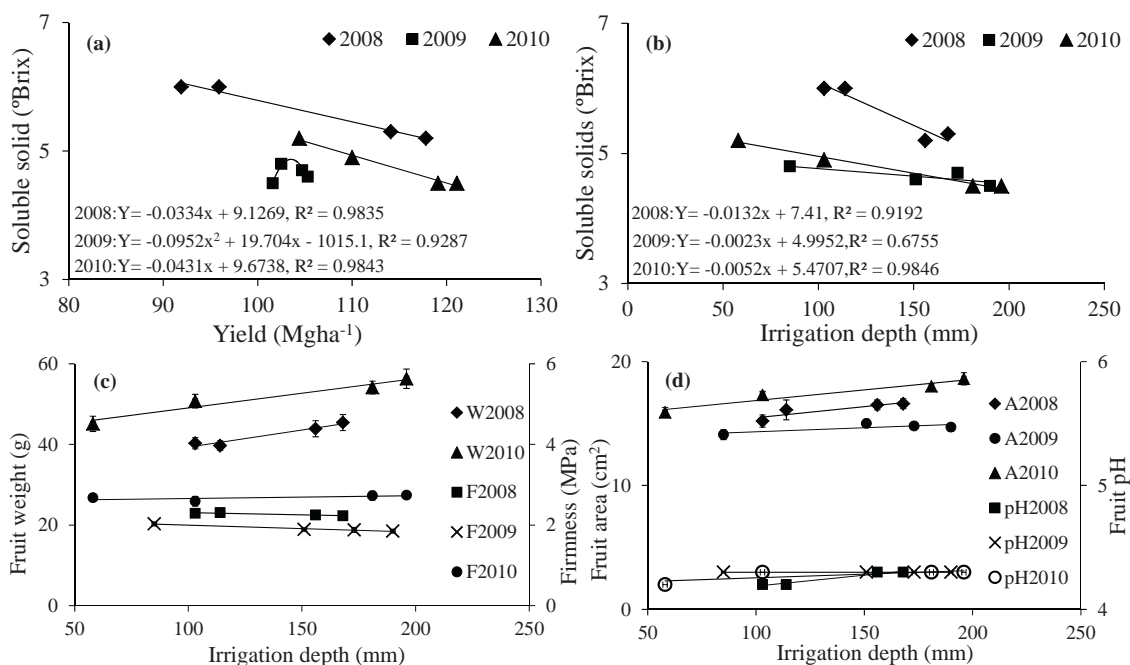 (a)
2008 2009 2010
Soluble solid (ºBrix)
7
5
3
2008:Y= -0.0334x + 9.1269, R² = 0.9835
2009:Y= -0.0952x² + 19.704x - 1015.1, R² = 0.9287
2010:Y= -0.0431x + 9.6738, R² = 0.9843
80 90 100 110 120 130
Yield (Mgha⁻¹)
(b)
2008 2009 2010
Soluble solids (ºBrix)
7
5
3
2008:Y= -0.0132x + 7.41, R² = 0.9192
2009:Y= -0.0023x + 4.9952,R² = 0.6755
2010:Y= -0.0052x + 5.4707,R² = 0.9846
0 50 100 150 200 250
Irrigation depth (mm)
(c)
Fruit weight (g)
60
40
20
0
W2008
W2010
F2008
F2009
F2010
6
4
2
0
Firmness (MPa)
50 100 150 200 250
Irrigation depth (mm)
(d)
Fruit area (cm²)
20
10
0
A2008
A2009
A2010
pH2008
pH2009
pH2010
6
5
4
Fruit pH
50 100 150 200 250
Irrigation depth (mm)